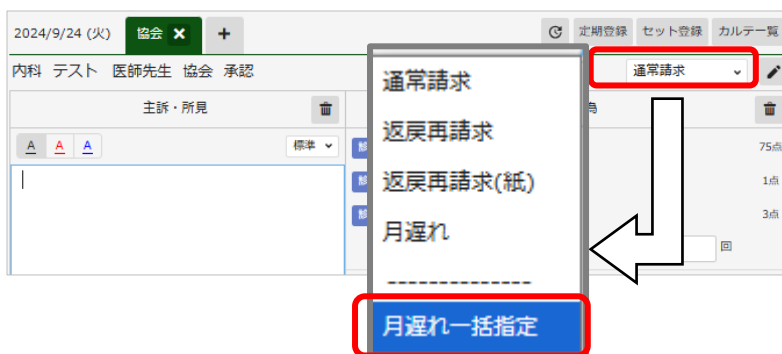 2024/9/24 (火) 協会 × + 定期登録 セット登録 カルテ一覧
内科 テスト 医師先生 協会 承認 通常請求
主訴・所見
A A A 標準
75点
1点
3点
回
通常請求
返戻再請求
返戻再請求(紙)
月遅れ
--------------
月遅れ一括指定